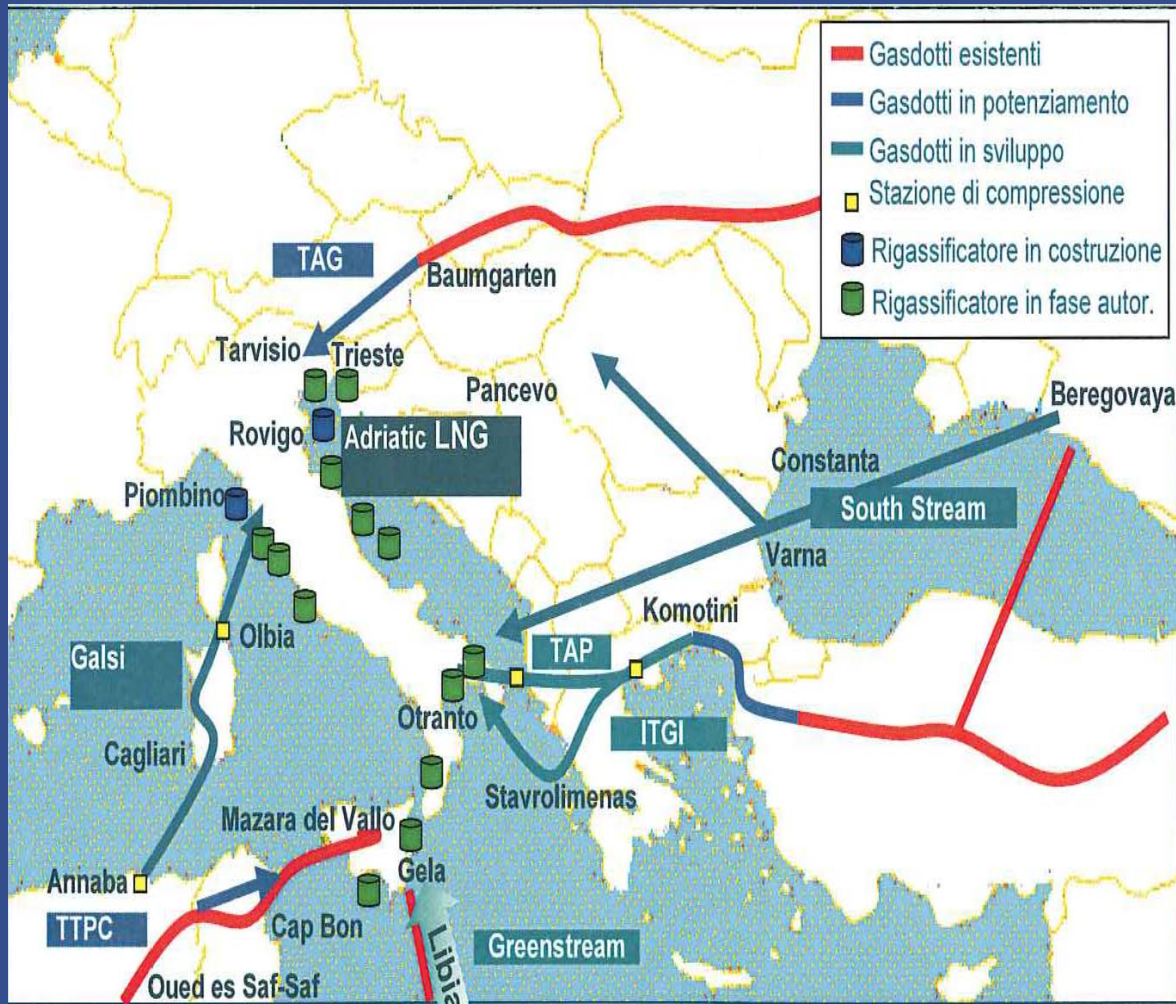 Gasdotti esistenti
Gasdotti in potenziamento
Gasdotti in sviluppo
Stazione di compressione
Rigassificatore in costruzione
Rigassificatore in fase autor.
TAG
Baumgarten
Tarvisio
Trieste
Pancevo
Beregovaya
Rovigo
Adriatic LNG
Constanta
Piombino
South Stream
Varna
Komotini
Olbia
TAP
Galsi
Otranto
ITGI
Cagliari
Stavrolimenas
Mazara del Vallo
Annaba
Gela
TTPC
Cap Bon
Greenstream
Libia
Oued es Saf-Saf